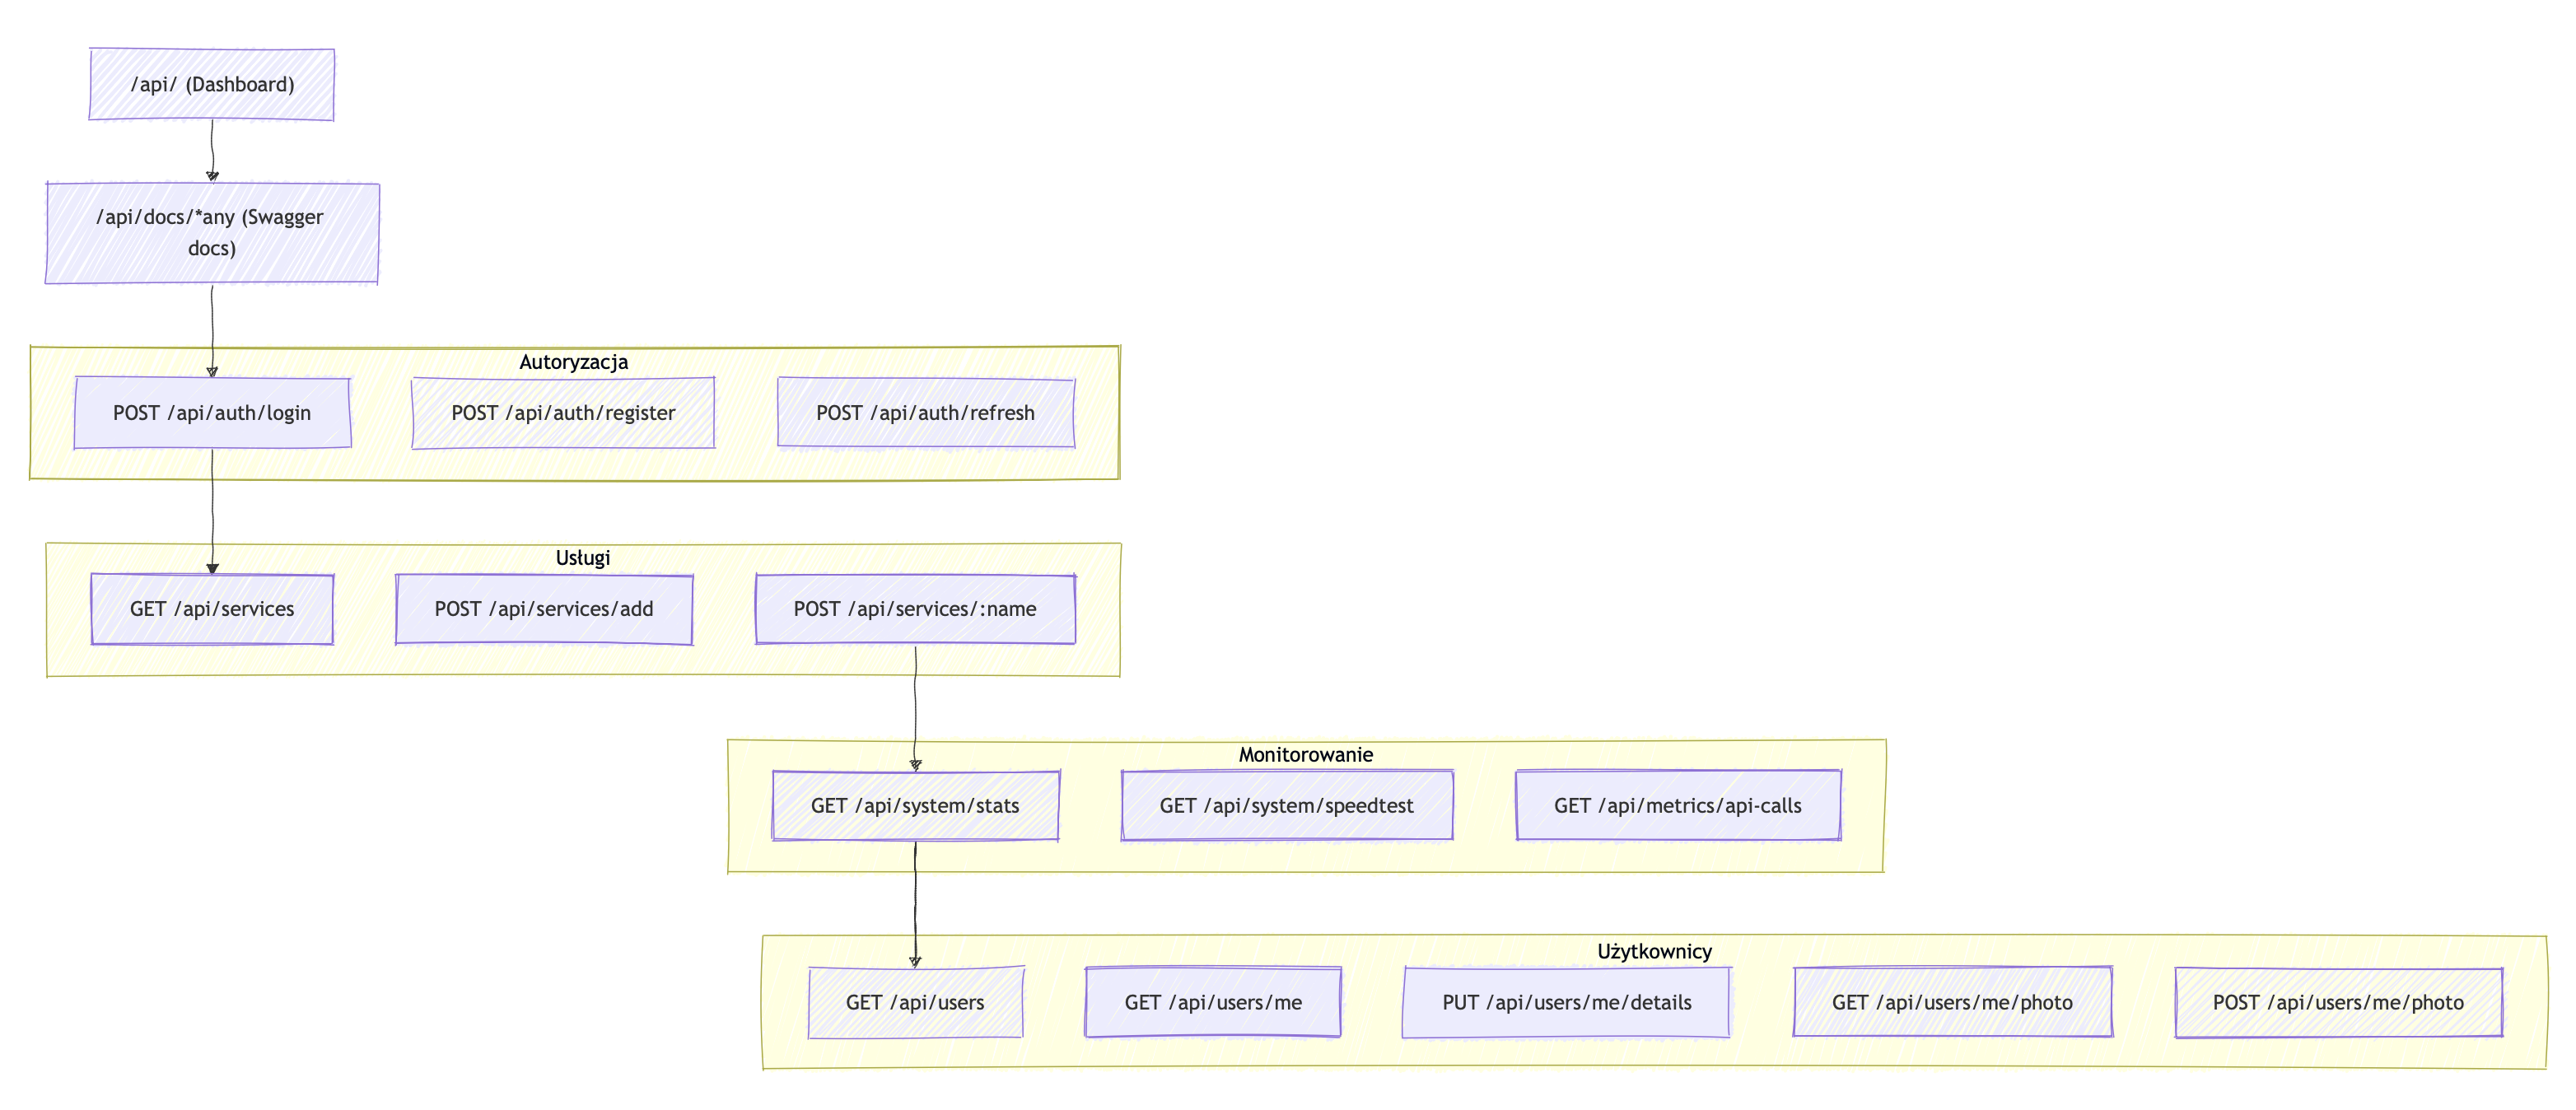 /api/ (Dashboard)
/api/docs/*any (Swagger
docs)
Autoryzacja
POST /api/auth/login
POST /api/auth/register
POST /api/auth/refresh
Usługi
GET /api/services
POST /api/services/add
POST /api/services/:name
Monitorowanie
GET /api/system/stats
GET /api/system/speedtest
GET /api/metrics/api-calls
Użytkownicy
GET /api/users
GET /api/users/me
PUT /api/users/me/details
GET /api/users/me/photo
POST /api/users/me/photo